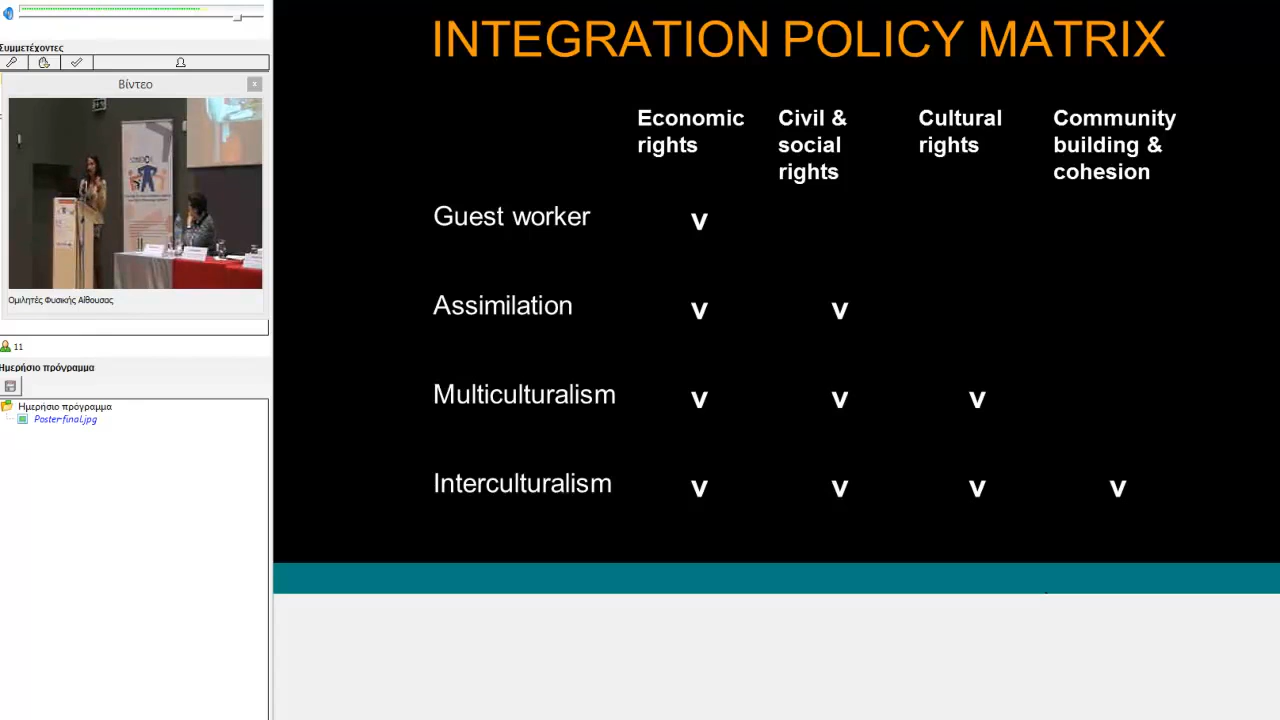 Συμμετέχοντες
Βίντεο
x
Ομιλητές Φυσικής Αίθουσας
11
Ημερήσιο πρόγραμμα
Ημερήσιο πρόγραμμα
Poster-final.jpg
INTEGRATION POLICY MATRIX
Economic rights Civil & social rights Cultural rights Community building & cohesion
Guest worker v
Assimilation v v
Multiculturalism v v v
Interculturalism v v v v